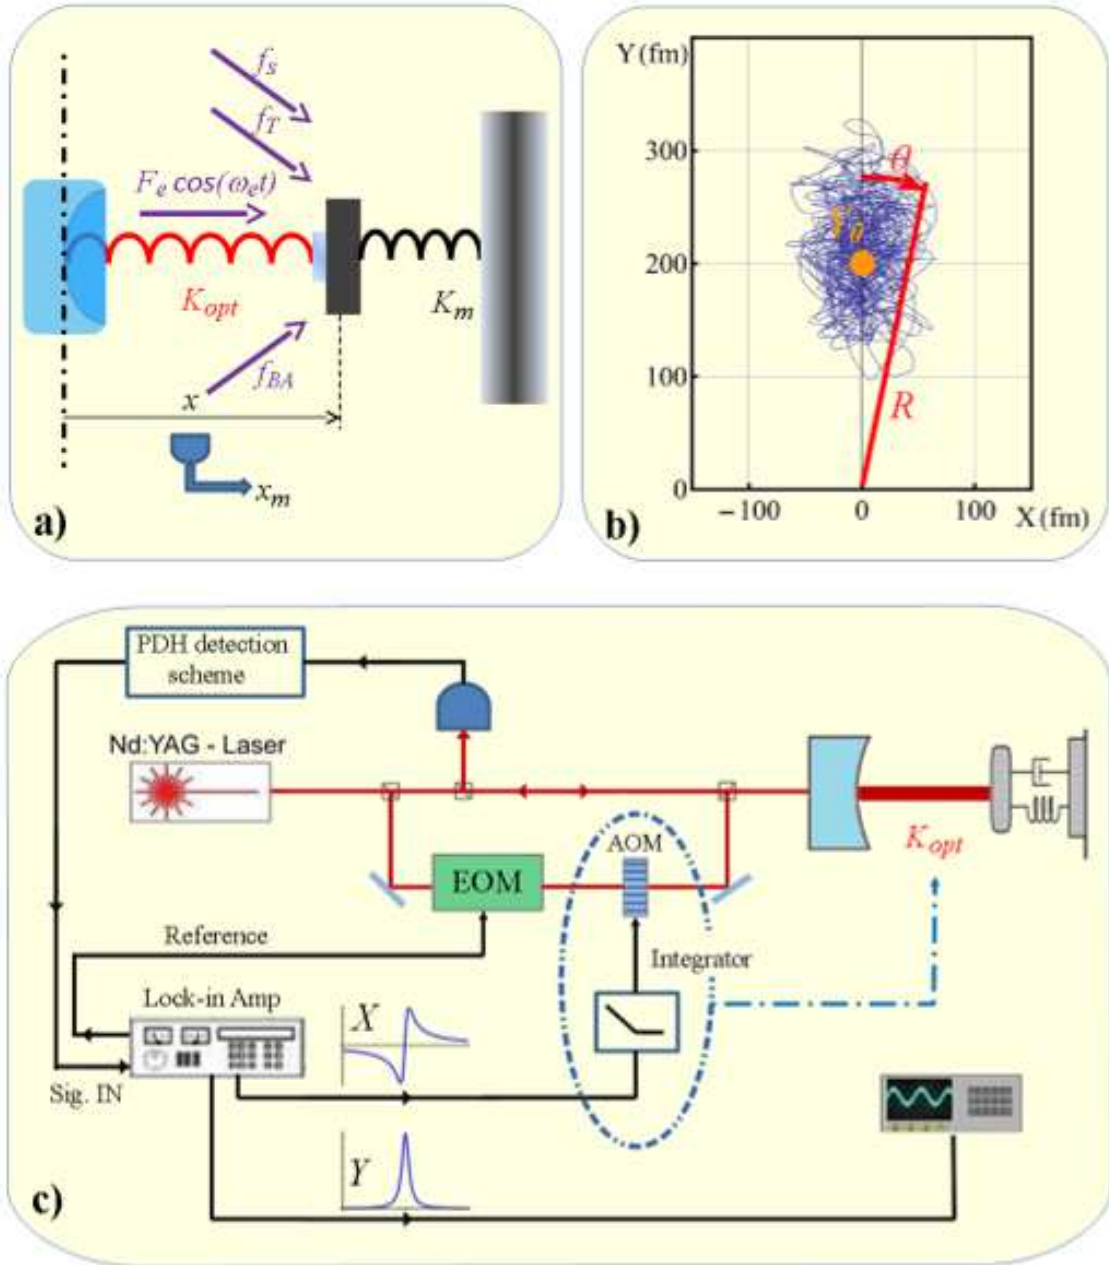 f_s
f_T
F_e cos(ω_e t)
K_opt
K_m
f_BA
x
x_m
a)
Y (fm)
300
θ
Y_0
200
100
R
0
−100
0
100
X (fm)
b)
PDH detection
scheme
Nd:YAG - Laser
AOM
K_opt
EOM
Reference
Integrator
Lock-in Amp
X
Sig. IN
Y
c)